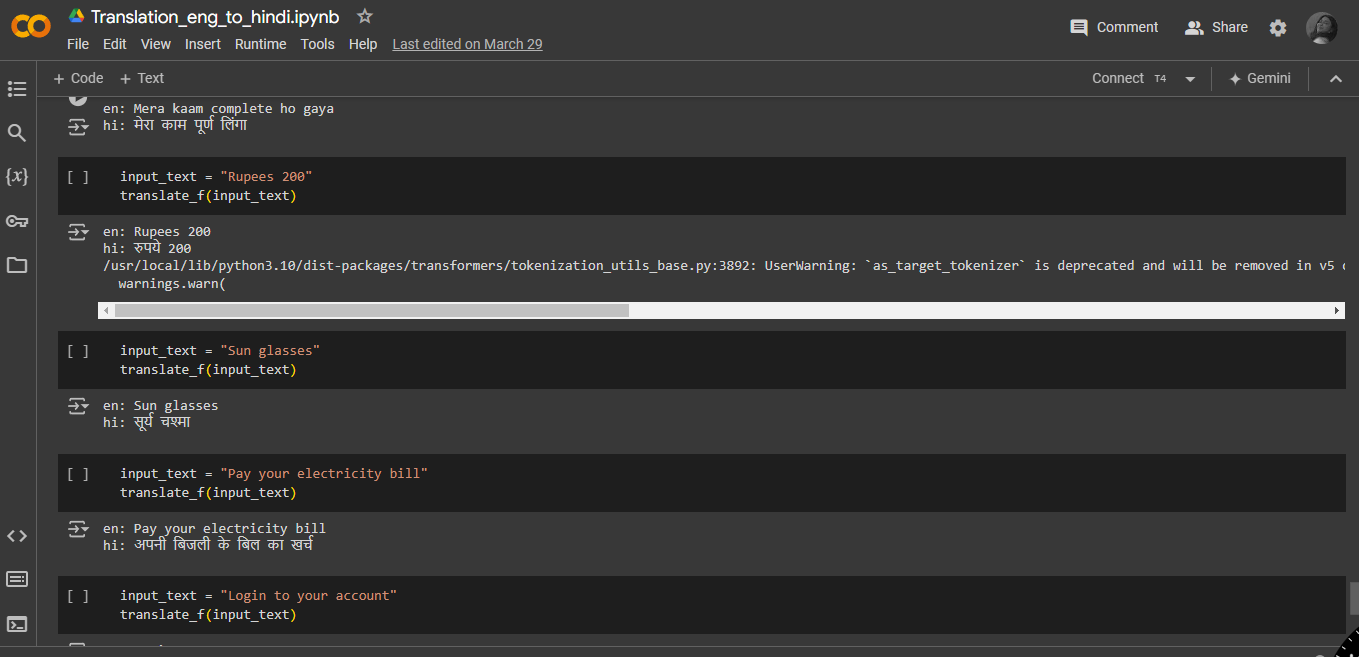 Translation_eng_to_hindi.ipynb
File Edit View Insert Runtime Tools Help Last edited on March 29
Comment Share
+ Code + Text
Connect T4 Gemini
en: Mera kaam complete ho gaya
hi: मेरा काम पूर्ण लिंगा
[ ] input_text = "Rupees 200"
translate_f(input_text)
en: Rupees 200
hi: रुपये 200
/usr/local/lib/python3.10/dist-packages/transformers/tokenization_utils_base.py:3892: UserWarning: `as_target_tokenizer` is deprecated and will be removed in v5
warnings.warn(
[ ] input_text = "Sun glasses"
translate_f(input_text)
en: Sun glasses
hi: सूर्य चश्मा
[ ] input_text = "Pay your electricity bill"
translate_f(input_text)
en: Pay your electricity bill
hi: अपनी बिजली के बिल का खर्च
[ ] input_text = "Login to your account"
translate_f(input_text)